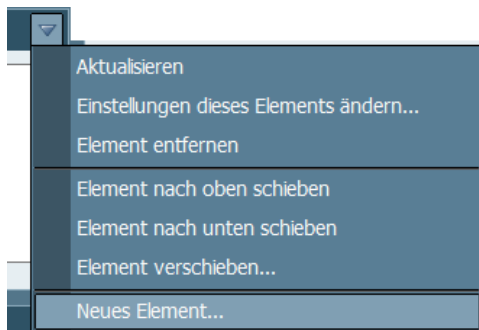 Aktualisieren
Einstellungen dieses Elements ändern...
Element entfernen
Element nach oben schieben
Element nach unten schieben
Element verschieben...
Neues Element...